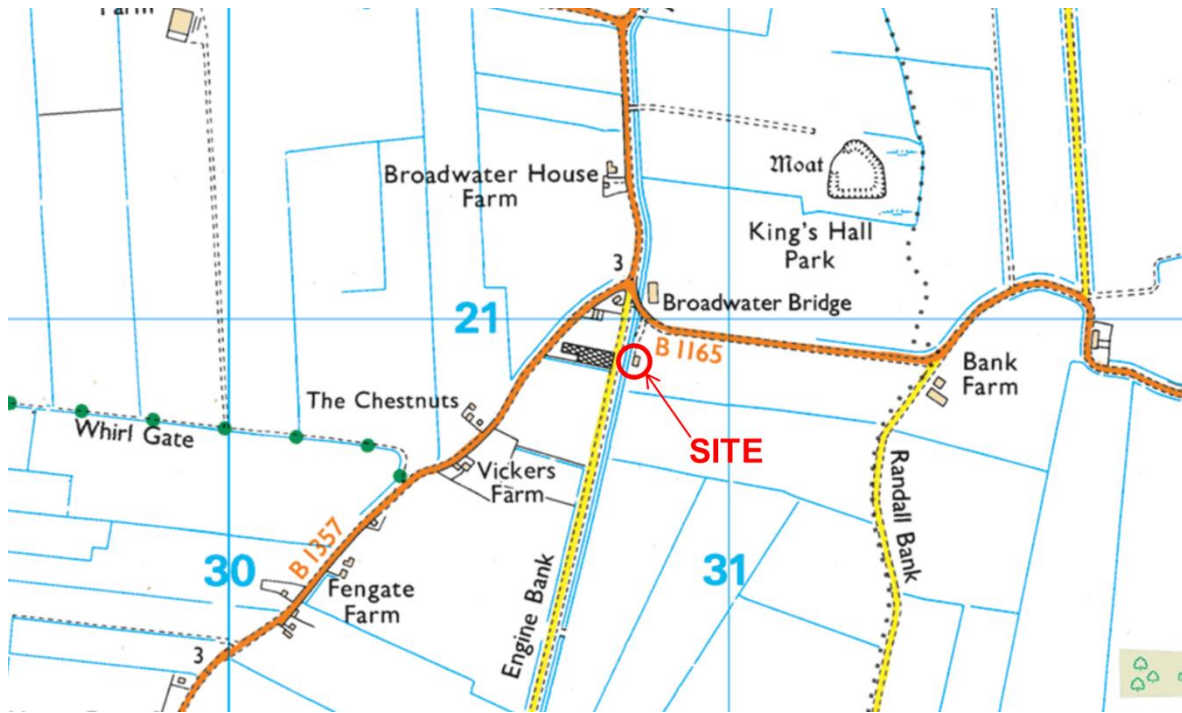 Farm
Moat
Broadwater House
Farm
King's Hall
Park
3
21
Broadwater Bridge
B 1165
Bank
Farm
The Chestnuts
SITE
Whirl Gate
Vickers
Farm
Randall Bank
B 1357
30
31
Fengate
Farm
Engine Bank
3